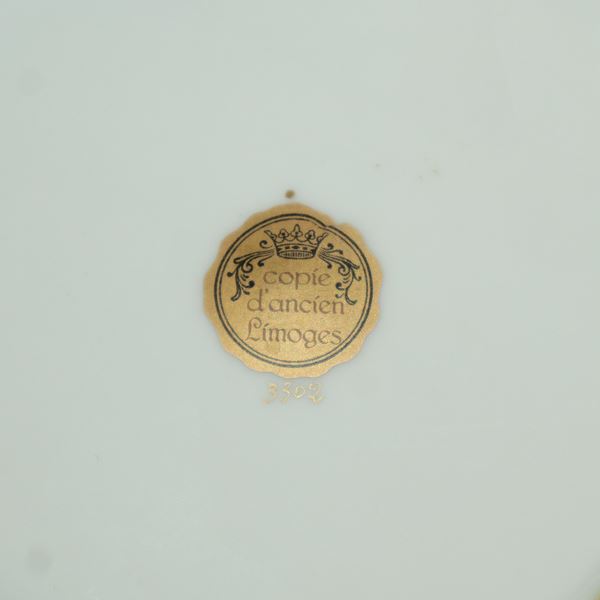 copie
d'ancien
Limoges
3302